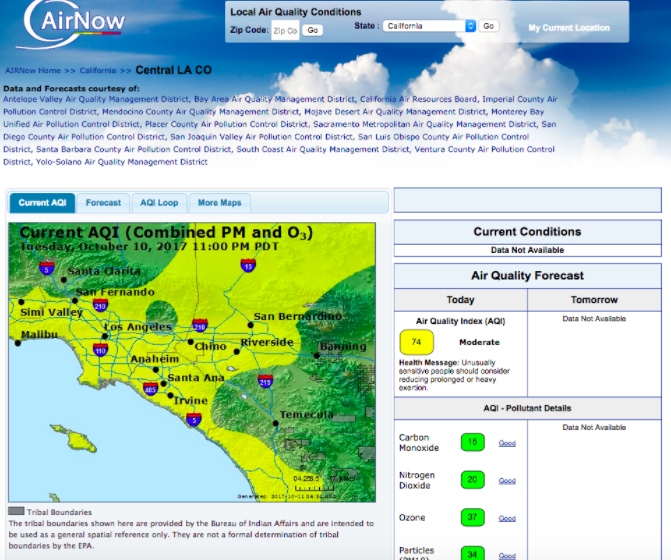 AirNow
Local Air Quality Conditions
Zip Code: Zip Co Go State : California Go
My Current Location
AIRNow Home >> California >> Central LA CO
Data and Forecasts courtesy of:
Antelope Valley Air Quality Management District, Bay Area Air Quality Management District, California Air Resources Board, Imperial County Air
Pollution Control District, Mendocino County Air Quality Management District, Mojave Desert Air Quality Management District, Monterey Bay
Unified Air Pollution Control District, Placer County Air Pollution Control District, Sacramento Metropolitan Air Quality Management District, San
Diego County Air Pollution Control District, San Joaquin Valley Air Pollution Control District, San Luis Obispo County Air Pollution Control
District, Santa Barbara County Air Pollution Control District, South Coast Air Quality Management District, Ventura County Air Pollution Control
District, Yolo-Solano Air Quality Management District
Current AQI Forecast AQI Loop More Maps
Current AQI (Combined PM and O3)
Tuesday, October 10, 2017 11:00 PM PDT
5
15
Santa Clarita
San Fernando
210
Simi Valley
Los Angeles
210
San Bernardino
Malibu
110
Chino
Riverside
Banning
Anaheim
Santa Ana
405
215
Irvine
5
Temecula
Tribal Boundaries
The tribal boundaries shown here are provided by the Bureau of Indian Affairs and are intended to
be used as a general spatial reference only. They are not a formal determination of tribal
boundaries by the EPA.
Current Conditions
Data Not Available
Air Quality Forecast
Today Tomorrow
Air Quality Index (AQI)
Data Not Available
74 Moderate
Health Message: Unusually
sensitive people should consider
reducing prolonged or heavy
exertion.
AQI - Pollutant Details
Data Not Available
Carbon
Monoxide
15 Good
Nitrogen
Dioxide
20 Good
Ozone 37 Good
Particles
34 Good